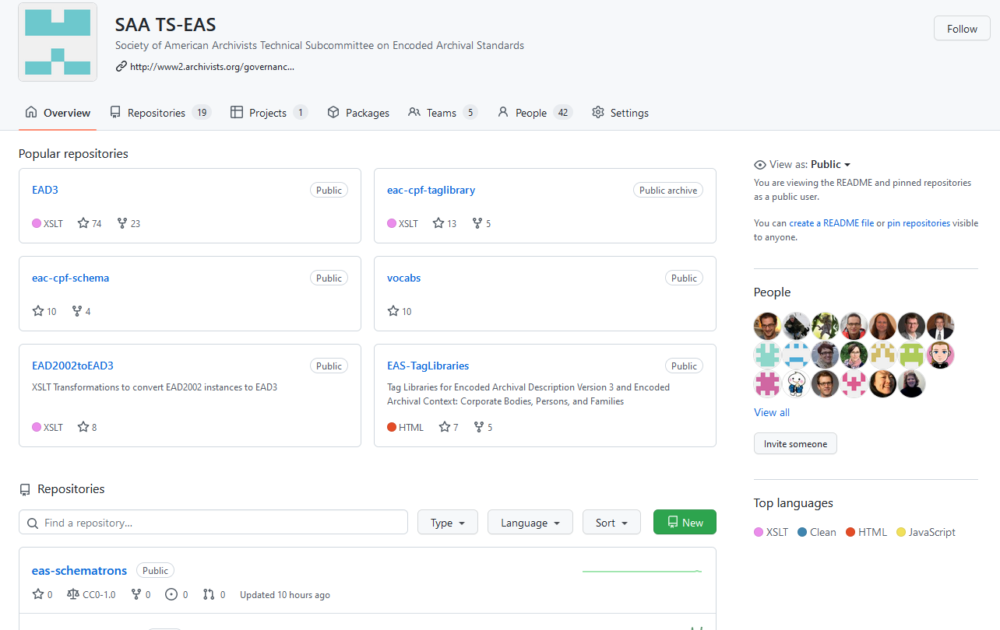 SAA TS-EAS
Society of American Archivists Technical Subcommittee on Encoded Archival Standards
http://www2.archivists.org/governanc...
Follow
Overview
Repositories 19
Projects 1
Packages
Teams 5
People 42
Settings
Popular repositories
EAD3 Public
XSLT 74 23
eac-cpf-taglibrary Public archive
XSLT 13 5
eac-cpf-schema Public
10 4
vocabs Public
10
EAD2002toEAD3 Public
XSLT Transformations to convert EAD2002 instances to EAD3
XSLT 8
EAS-TagLibraries Public
Tag Libraries for Encoded Archival Description Version 3 and Encoded
Archival Context: Corporate Bodies, Persons, and Families
HTML 7 5
Repositories
Find a repository...
Type
Language
Sort
New
eas-schematrons Public
0 CC0-1.0 0 0 0 Updated 10 hours ago
View as: Public
You are viewing the README and pinned repositories
as a public user.
You can create a README file or pin repositories visible
to anyone.
People
View all
Invite someone
Top languages
XSLT Clean HTML JavaScript